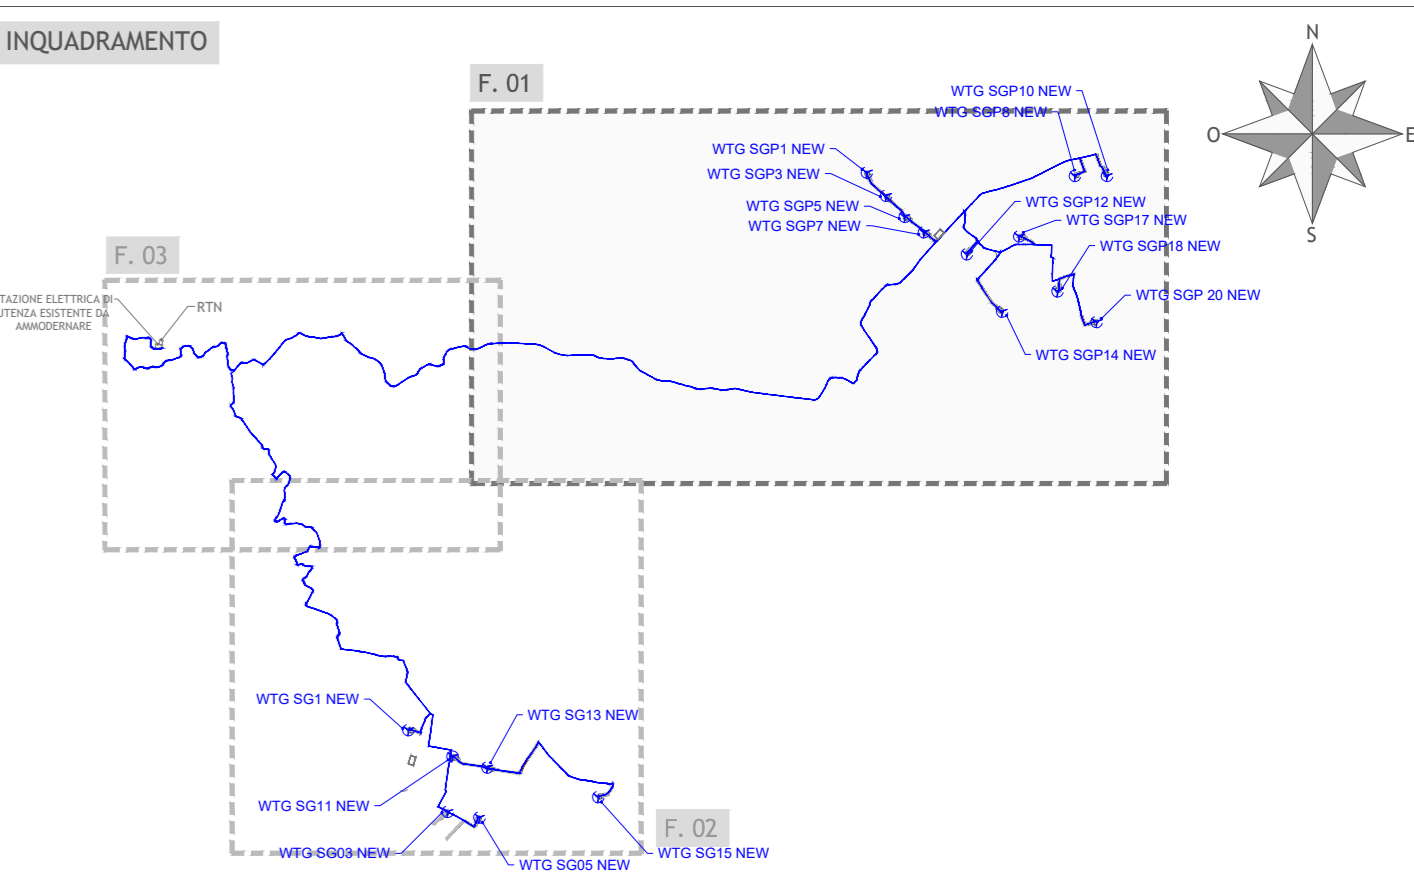 INQUADRAMENTO
N
O
E
S
F. 01
WTG SGP10 NEW
WTG SGP8 NEW
WTG SGP1 NEW
WTG SGP3 NEW
WTG SGP5 NEW
WTG SGP7 NEW
WTG SGP12 NEW
WTG SGP17 NEW
WTG SGP18 NEW
WTG SGP 20 NEW
WTG SGP14 NEW
F. 03
TAZIONE ELETTRICA DI
UTENZA ESISTENTE DA
AMMODERNARE
RTN
WTG SG1 NEW
WTG SG13 NEW
WTG SG11 NEW
F. 02
WTG SG03 NEW
WTG SG05 NEW
WTG SG15 NEW